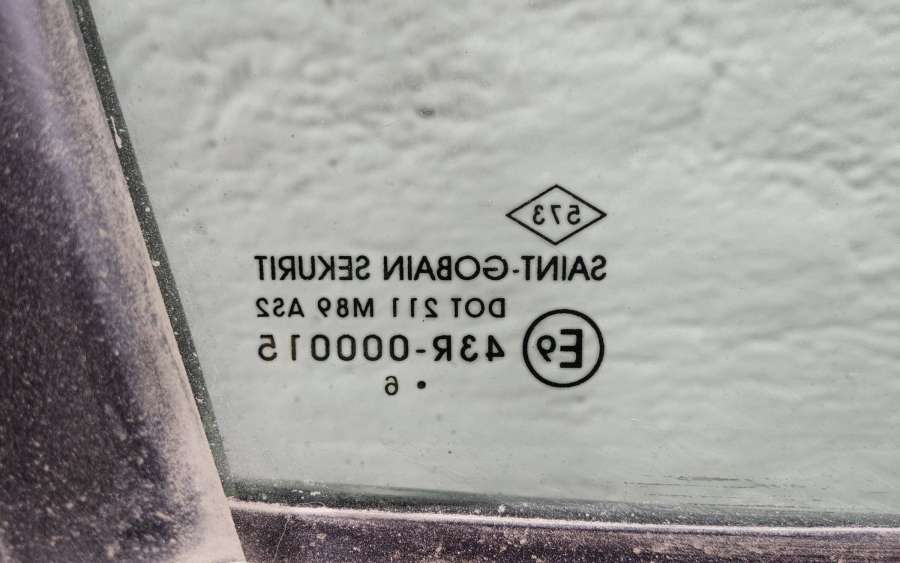 573
SAINT-GOBAIN SEKURIT
DOT 211 M89 AS2
E9 43R-000015
• 6